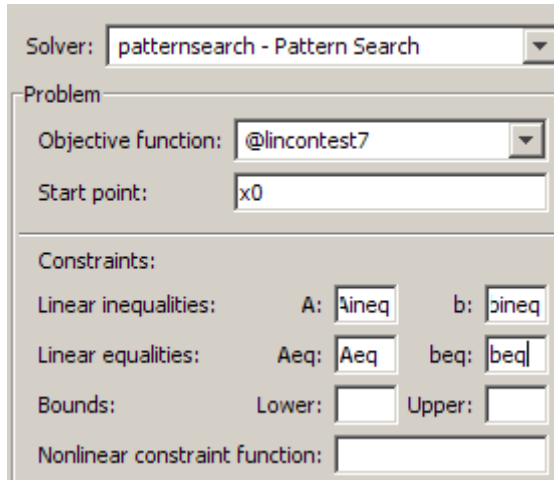 Solver: patternsearch - Pattern Search
Problem
Objective function: @lincontest7
Start point: x0
Constraints:
Linear inequalities: A: Aineq b: bineq
Linear equalities: Aeq: Aeq beq: beq
Bounds: Lower: Upper:
Nonlinear constraint function: